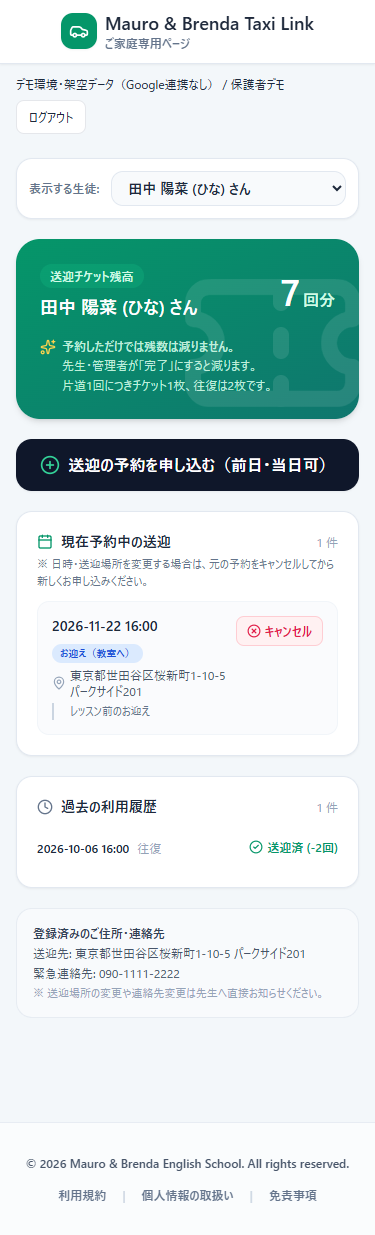 Mauro & Brenda Taxi Link
ご家庭専用ページ
デモ環境・架空データ（Google連携なし） / 保護者デモ
ログアウト
表示する生徒:
田中 陽菜 (ひな) さん
送迎チケット残高
田中 陽菜 (ひな) さん
7 回分
予約しただけでは残数は減りません。
先生・管理者が「完了」にすると減ります。
片道1回につきチケット1枚、往復は2枚です。
送迎の予約を申し込む（前日・当日可）
現在予約中の送迎
1 件
※ 日時・送迎場所を変更する場合は、元の予約をキャンセルしてから
新しくお申し込みください。
2026-11-22 16:00
キャンセル
お迎え（教室へ）
東京都世田谷区桜新町1-10-5
パークサイド201
レッスン前のお迎え
過去の利用履歴
1 件
2026-10-06 16:00 往復
送迎済 (-2回)
登録済みのご住所・連絡先
送迎先: 東京都世田谷区桜新町1-10-5 パークサイド201
緊急連絡先: 090-1111-2222
※ 送迎場所の変更や連絡先変更は先生へ直接お知らせください。
© 2026 Mauro & Brenda English School. All rights reserved.
利用規約 | 個人情報の取扱い | 免責事項